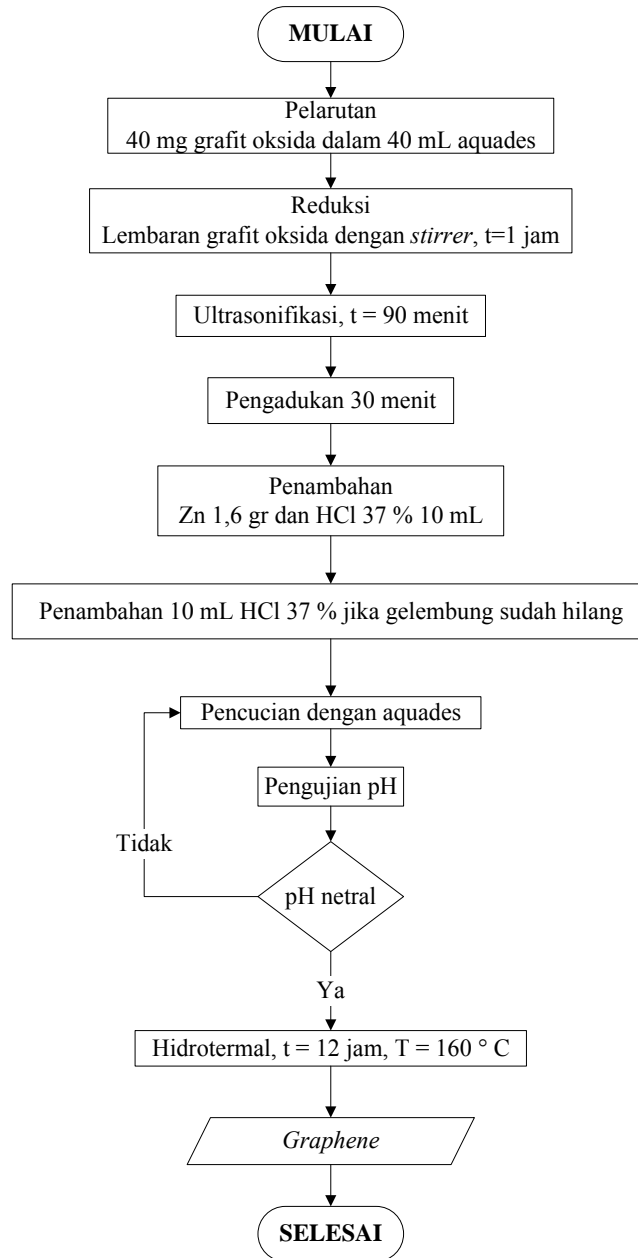 MULAI
Pelarutan
40 mg grafit oksida dalam 40 mL aquades
Reduksi
Lembaran grafit oksida dengan stirrer, t=1 jam
Ultrasonifikasi, t = 90 menit
Pengadukan 30 menit
Penambahan
Zn 1,6 gr dan HCl 37 % 10 mL
Penambahan 10 mL HCl 37 % jika gelembung sudah hilang
Pencucian dengan aquades
Pengujian pH
Tidak
pH netral
Ya
Hidrotermal, t = 12 jam, T = 160 ° C
Graphene
SELESAI